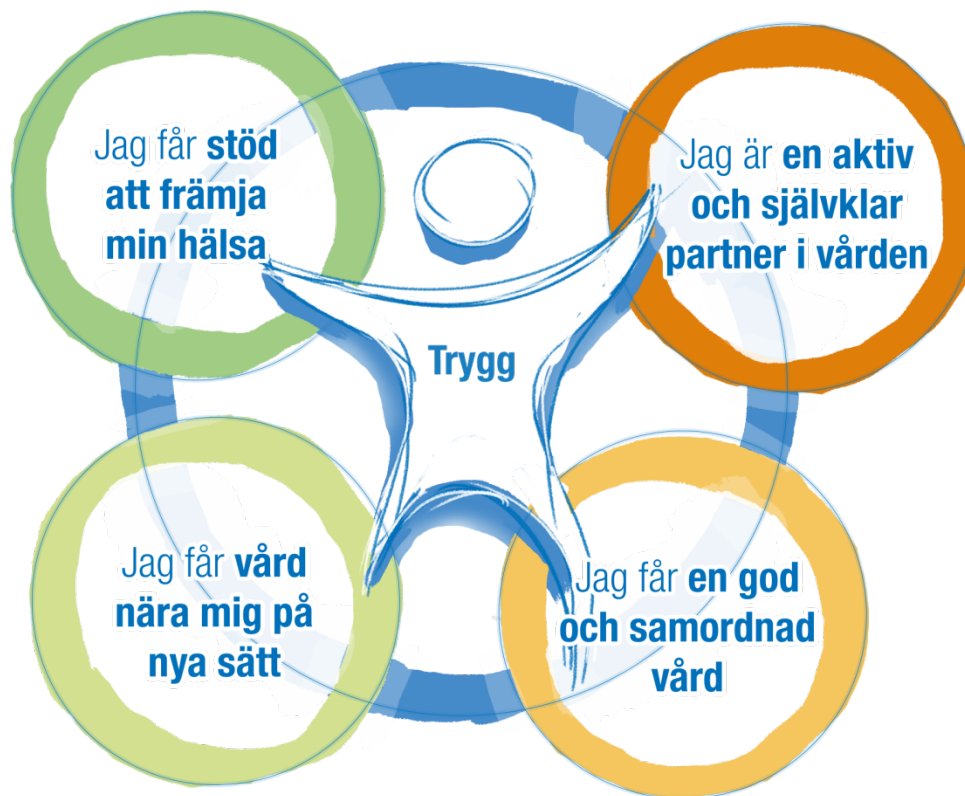 Jag får stöd
att främja
min hälsa
Jag är en aktiv
och självklar
partner i vården
Trygg
Jag får vård
nära mig på
nya sätt
Jag får en god
och samordnad
vård